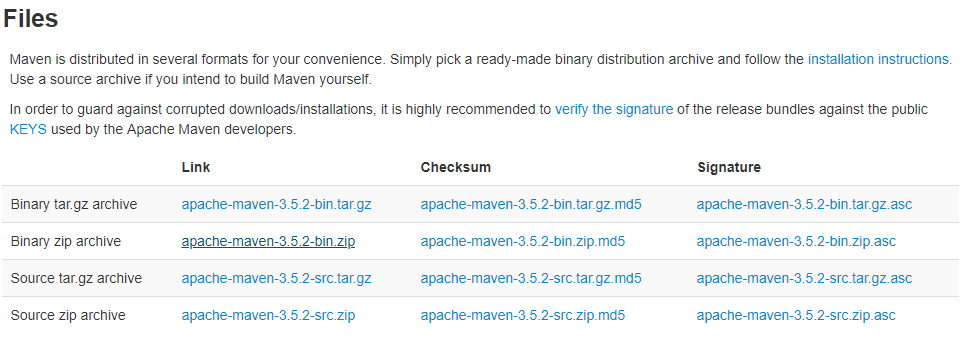 Files
Maven is distributed in several formats for your convenience. Simply pick a ready-made binary distribution archive and follow the installation instructions.
Use a source archive if you intend to build Maven yourself.
In order to guard against corrupted downloads/installations, it is highly recommended to verify the signature of the release bundles against the public
KEYS used by the Apache Maven developers.
Link Checksum Signature
Binary tar.gz archive apache-maven-3.5.2-bin.tar.gz apache-maven-3.5.2-bin.tar.gz.md5 apache-maven-3.5.2-bin.tar.gz.asc
Binary zip archive apache-maven-3.5.2-bin.zip apache-maven-3.5.2-bin.zip.md5 apache-maven-3.5.2-bin.zip.asc
Source tar.gz archive apache-maven-3.5.2-src.tar.gz apache-maven-3.5.2-src.tar.gz.md5 apache-maven-3.5.2-src.tar.gz.asc
Source zip archive apache-maven-3.5.2-src.zip apache-maven-3.5.2-src.zip.md5 apache-maven-3.5.2-src.zip.asc